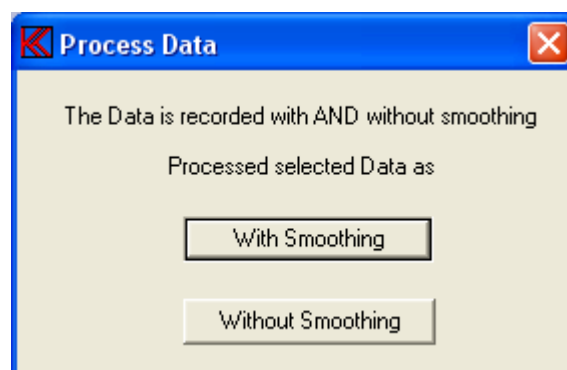 Process Data
The Data is recorded with AND without smoothing
Processed selected Data as
With Smoothing
Without Smoothing